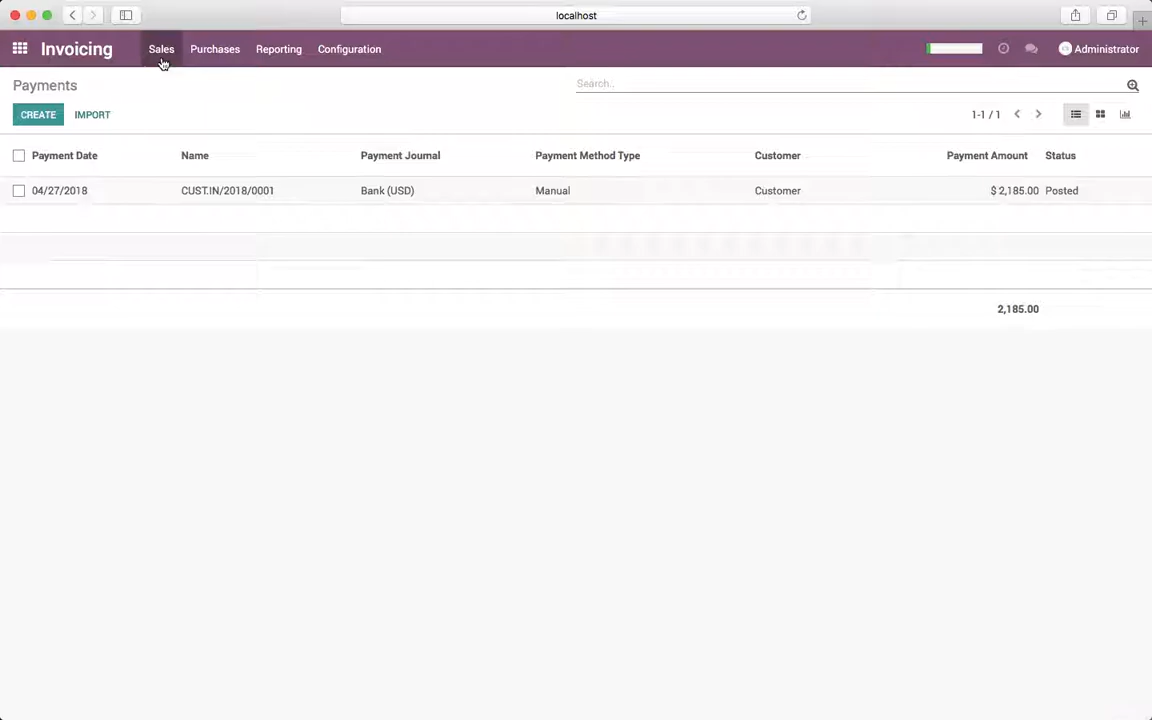 localhost
Invoicing Sales Purchases Reporting Configuration Administrator
Payments Search...
CREATE IMPORT 1-1 / 1
Payment Date Name Payment Journal Payment Method Type Customer Payment Amount Status
04/27/2018 CUST.IN/2018/0001 Bank (USD) Manual Customer $ 2,185.00 Posted
2,185.00